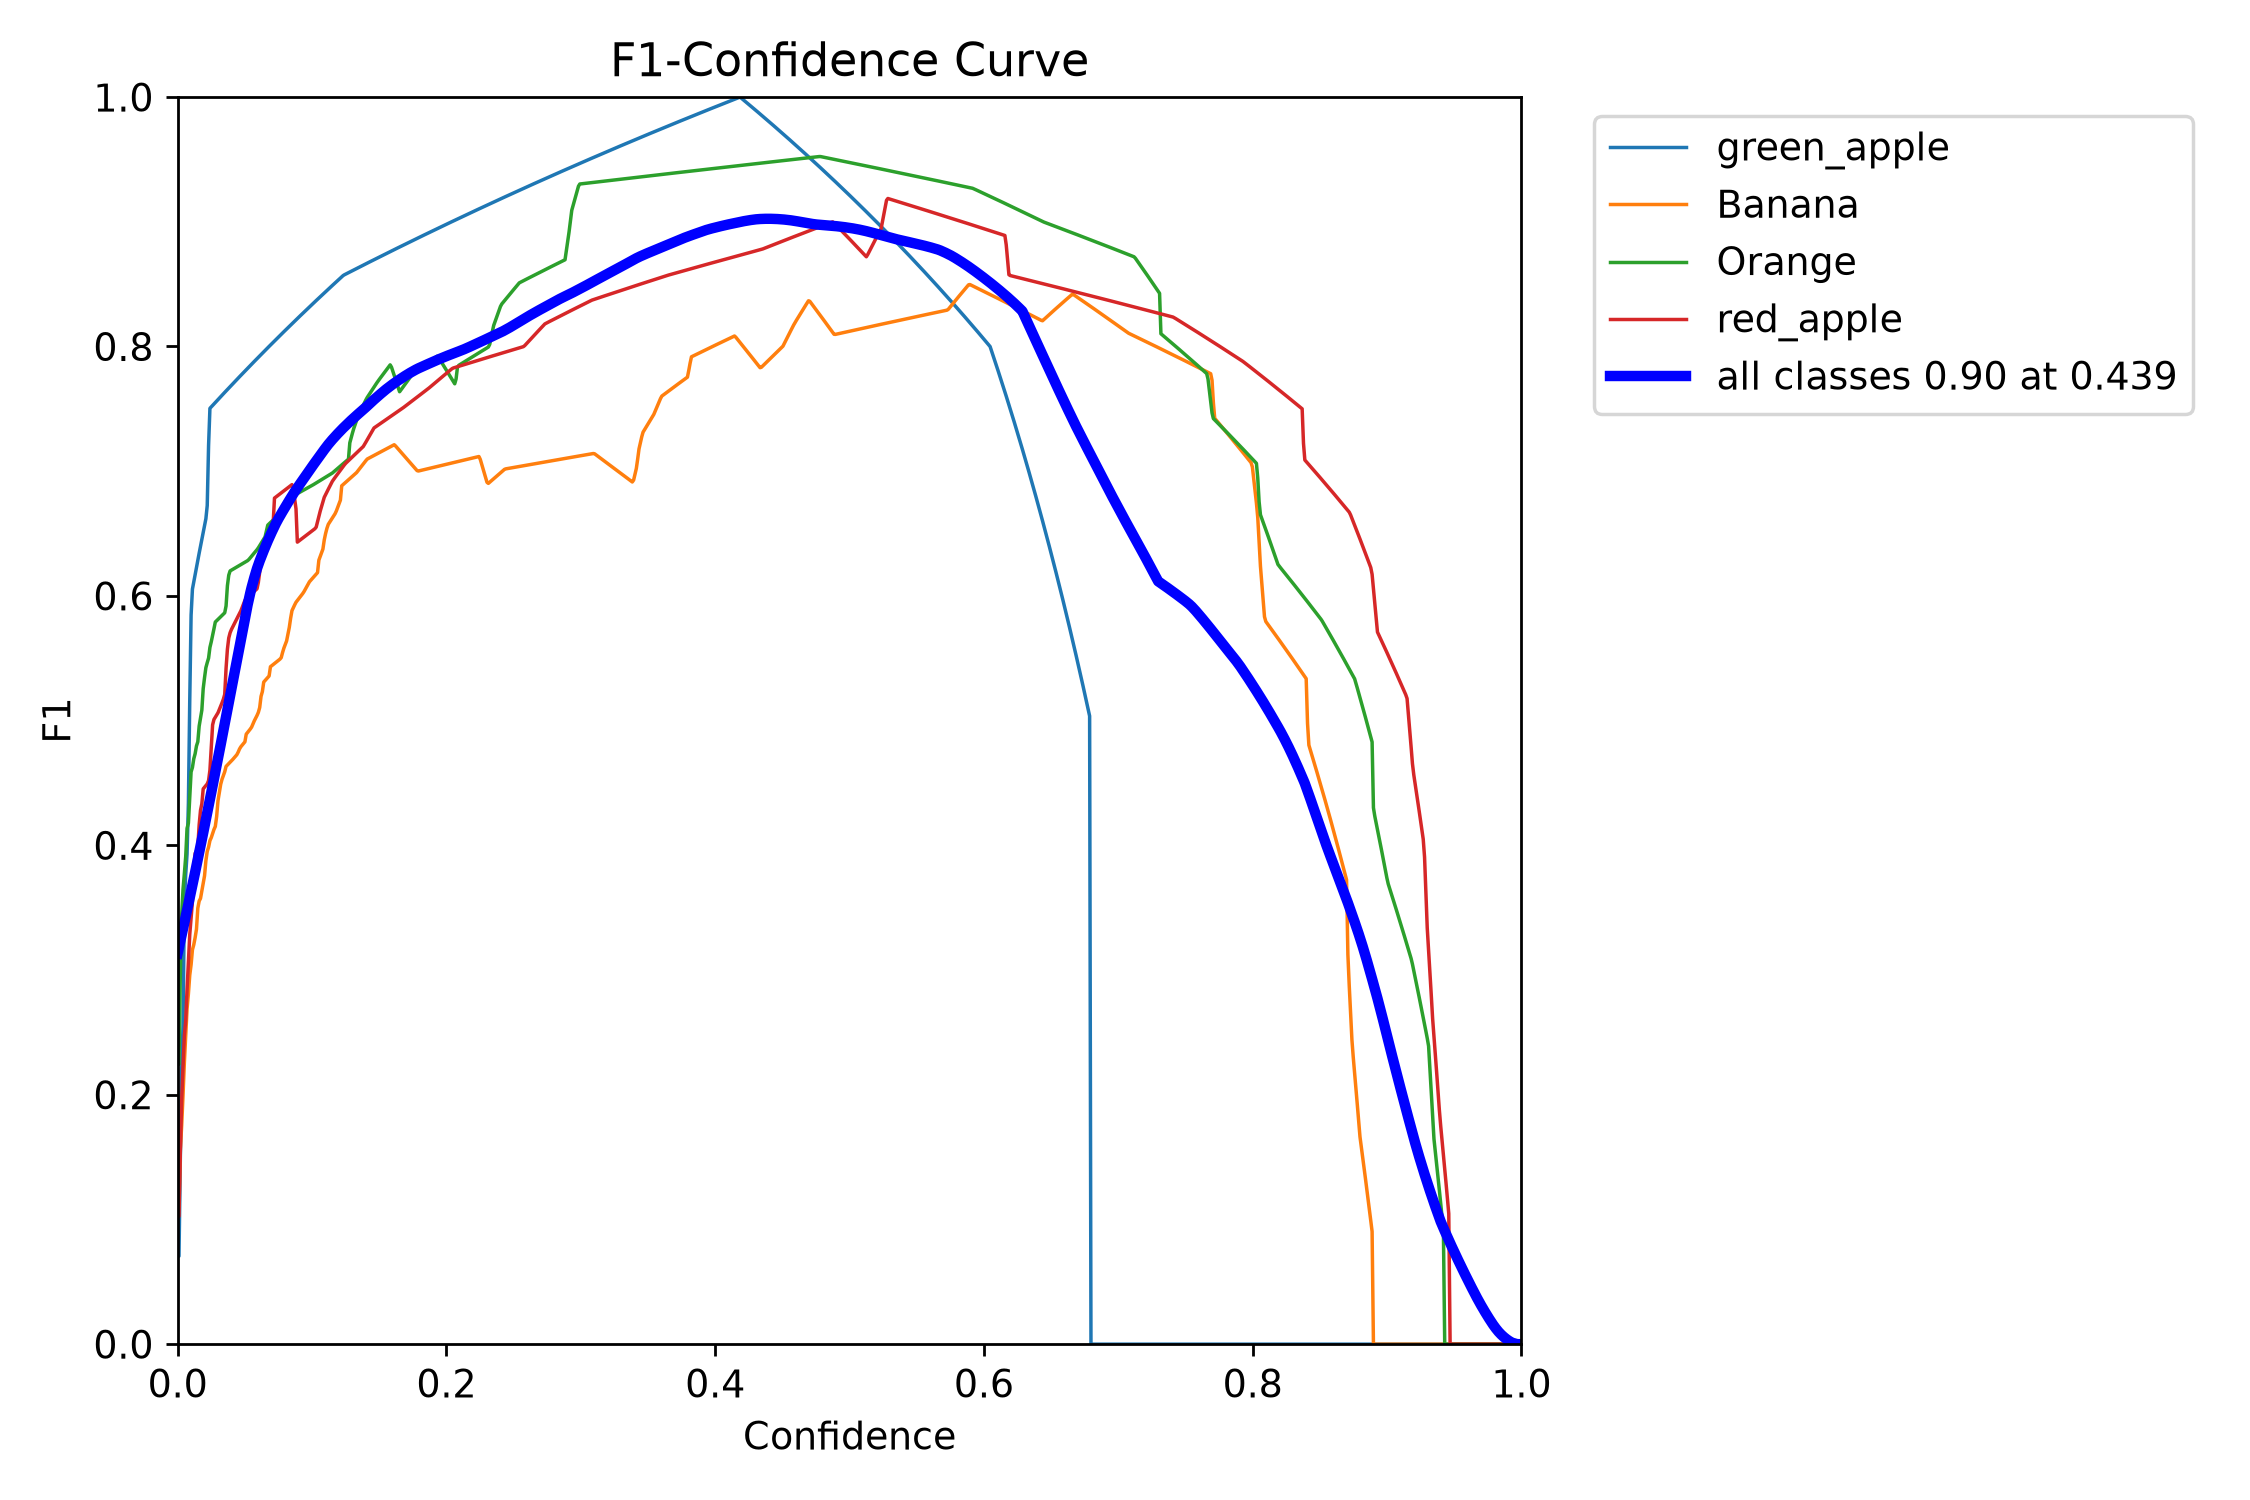 F1-Confidence Curve
1.0
0.8
0.6
0.4
0.2
0.0
F1
0.0 0.2 0.4 0.6 0.8 1.0
Confidence
green_apple
Banana
Orange
red_apple
all classes 0.90 at 0.439